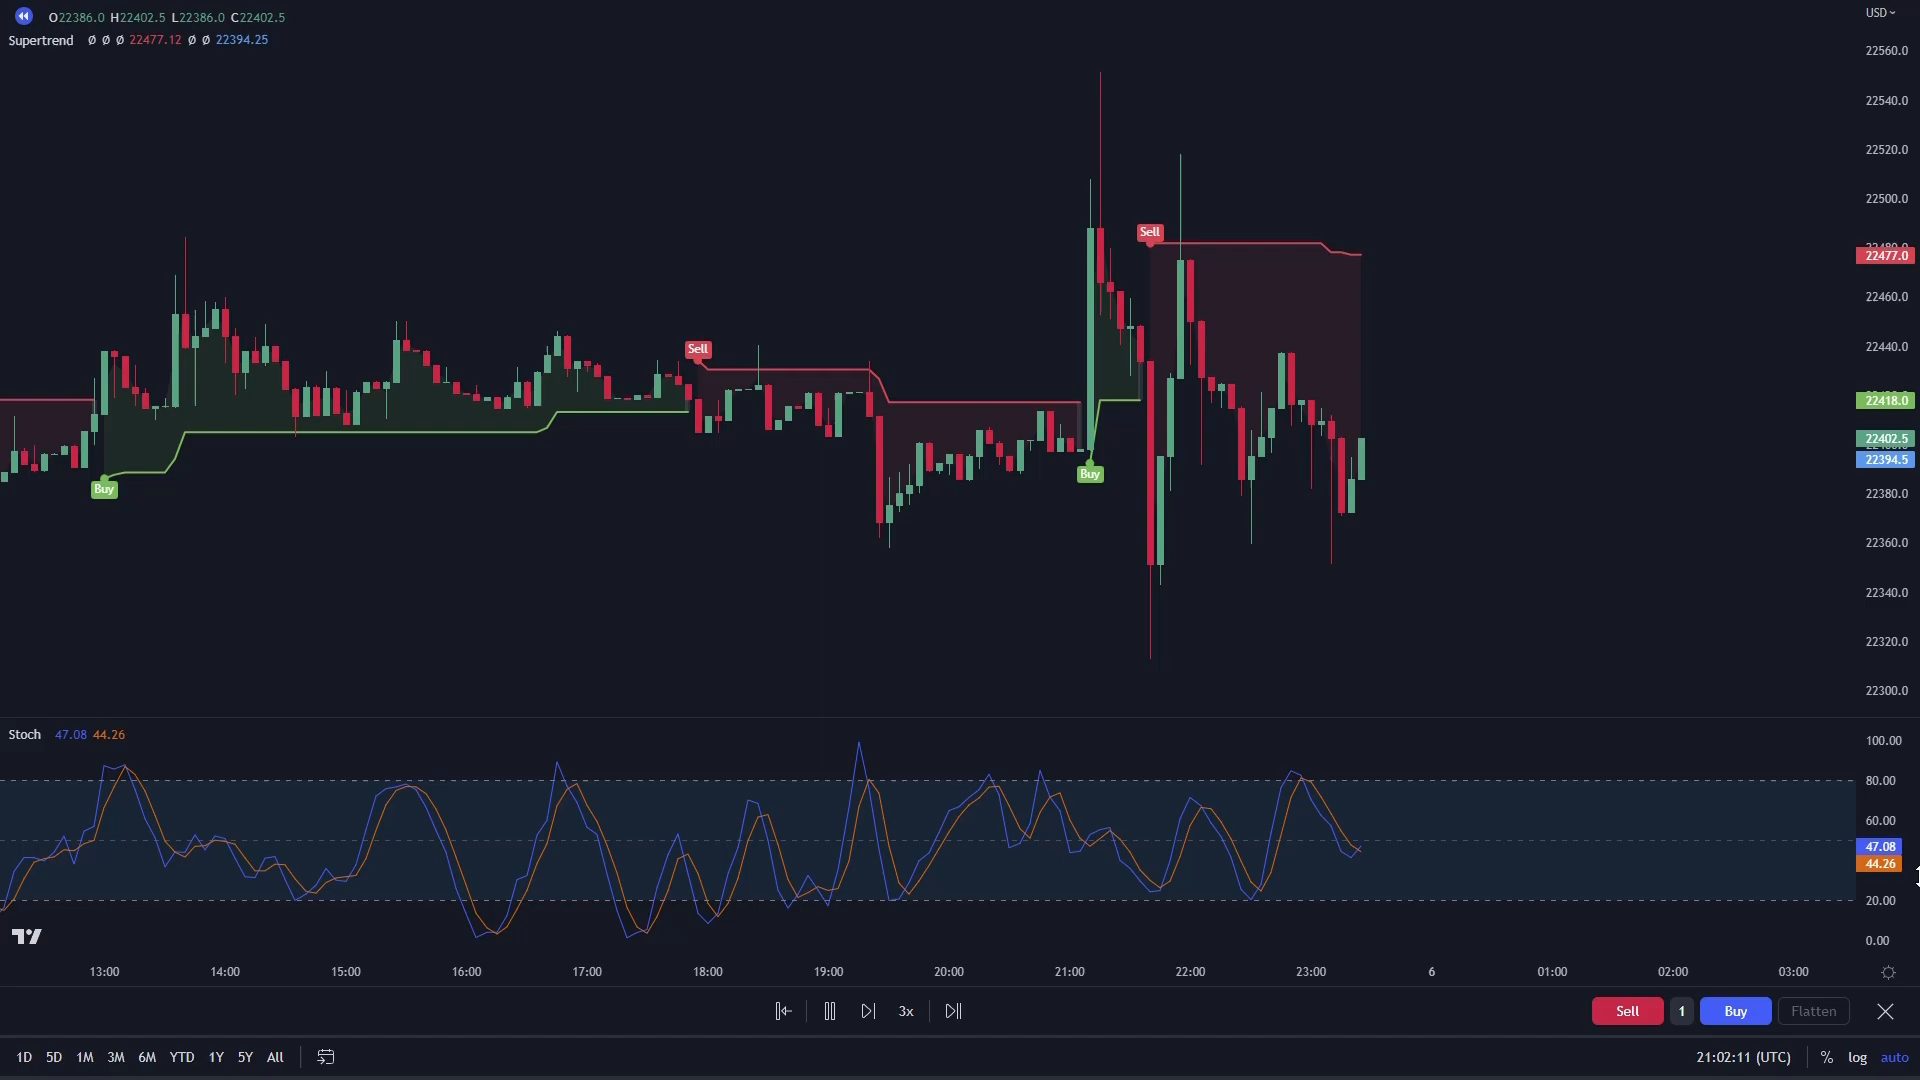 O22386.0 H22402.5 L22386.0 C22402.5
USD
Supertrend Ø Ø Ø 22477.12 Ø Ø 22394.25
22560.0
22540.0
22520.0
22500.0
Sell
22477.0
22460.0
22440.0
Sell
22418.0
22402.5
22394.5
Buy
Buy
22380.0
22360.0
22340.0
22320.0
22300.0
Stoch 47.08 44.26
100.00
80.00
60.00
47.08
44.26
20.00
0.00
13:00 14:00 15:00 16:00 17:00 18:00 19:00 20:00 21:00 22:00 23:00 6 01:00 02:00 03:00
3x Sell 1 Buy Flatten
1D 5D 1M 3M 6M YTD 1Y 5Y All 21:02:11 (UTC) % log auto